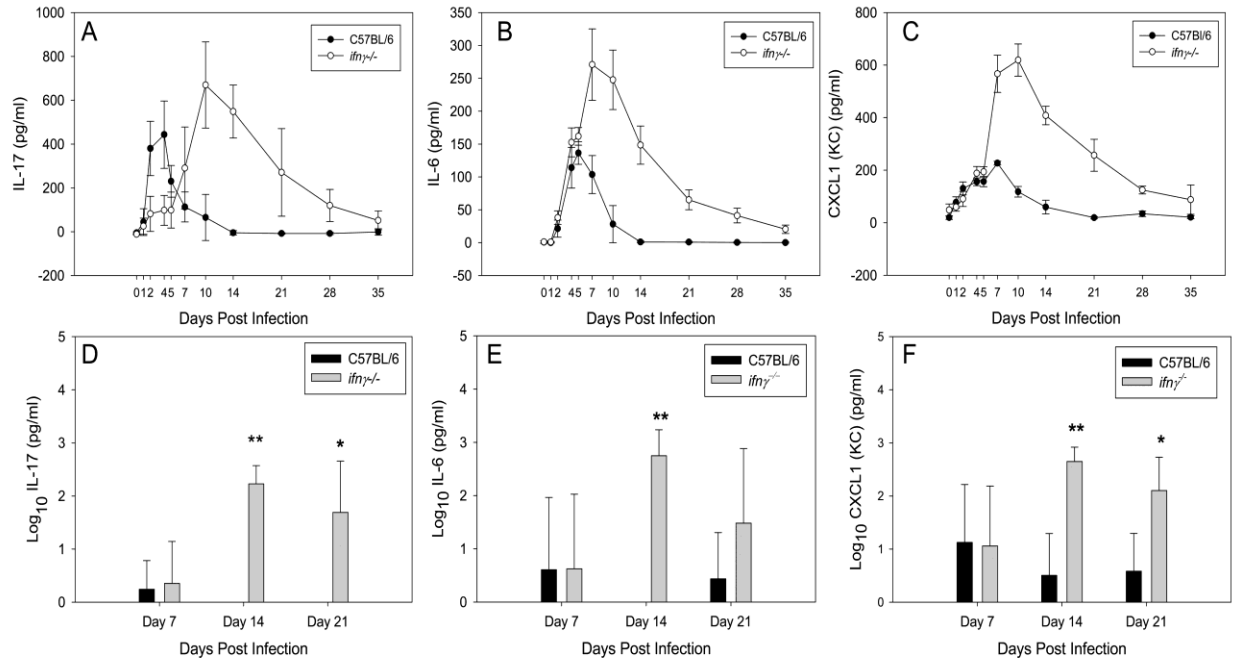 A
C57BL/6
ifnγ-/-
IL-17 (pg/ml)
1000
800
600
400
200
0
-200
0 1 2 4 5 7 10 14 21 28 35
Days Post Infection
B
C57BL/6
ifnγ-/-
IL-6 (pg/ml)
350
300
250
200
150
100
50
0
-50
0 1 2 4 5 7 10 14 21 28 35
Days Post Infection
C
C57Bl/6
ifnγ-/-
CXCL1 (KC) (pg/ml)
800
600
400
200
0
-200
0 1 2 4 5 7 10 14 21 28 35
Days Post Infection
D
C57BL/6
ifnγ-/-
Log10 IL-17 (pg/ml)
5
4
3
2
1
0
**
*
Day 7 Day 14 Day 21
Days Post Infection
E
C57BL/6
ifnγ-/-
Log10 IL-6 (pg/ml)
5
4
3
2
1
0
**
Day 7 Day 14 Day 21
Days Post Infection
F
C57BL/6
ifnγ-/-
Log10 CXCL1 (KC) (pg/ml)
5
4
3
2
1
0
**
*
Day 7 Day 14 Day 21
Days Post Infection